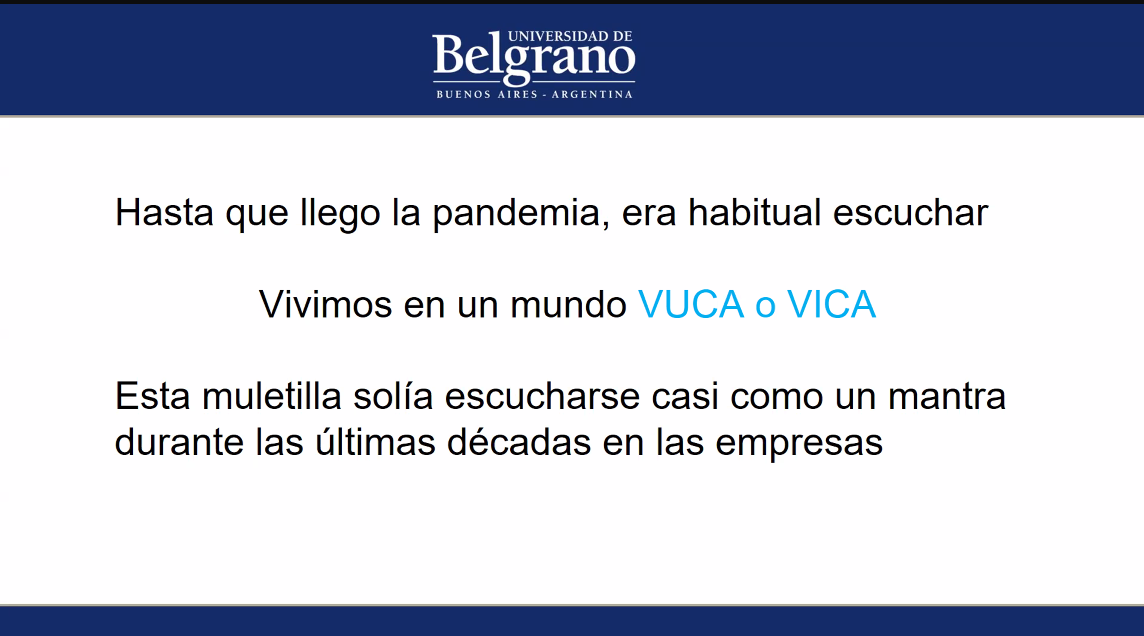 UNIVERSIDAD DE
Belgrano
BUENOS AIRES - ARGENTINA
Hasta que llego la pandemia, era habitual escuchar
Vivimos en un mundo VUCA o VICA
Esta muletilla solía escucharse casi como un mantra
durante las últimas décadas en las empresas